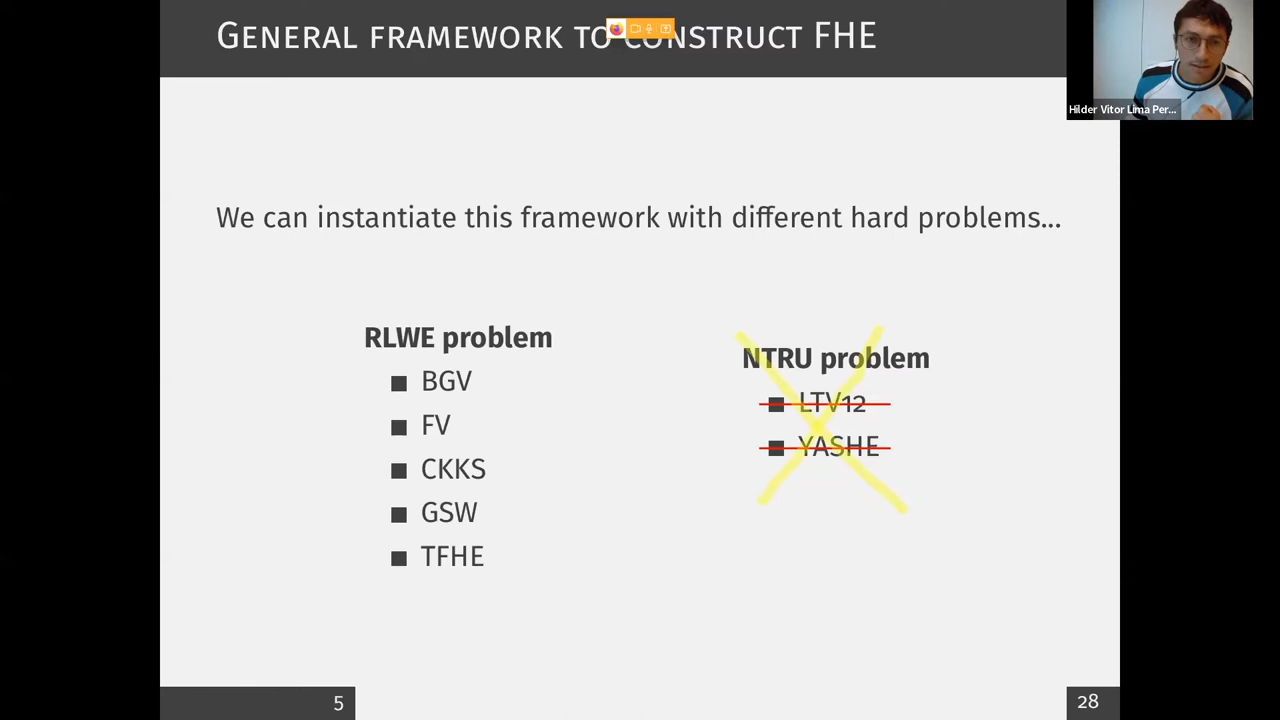 GENERAL FRAMEWORK TO CONSTRUCT FHE
Hilder Vitor Lima Per...
We can instantiate this framework with different hard problems...
RLWE problem
BGV
FV
CKKS
GSW
TFHE
NTRU problem
LTV12
YASHE
5
28